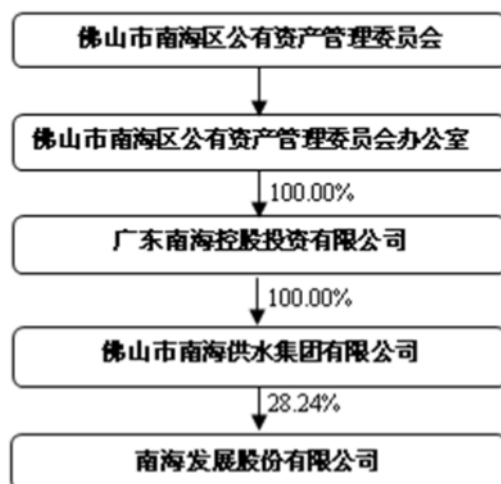 佛山市南海区公有资产管理委员会
佛山市南海区公有资产管理委员会办公室
100.00%
广东南海控股投资有限公司
100.00%
佛山市南海供水集团有限公司
28.24%
南海发展股份有限公司